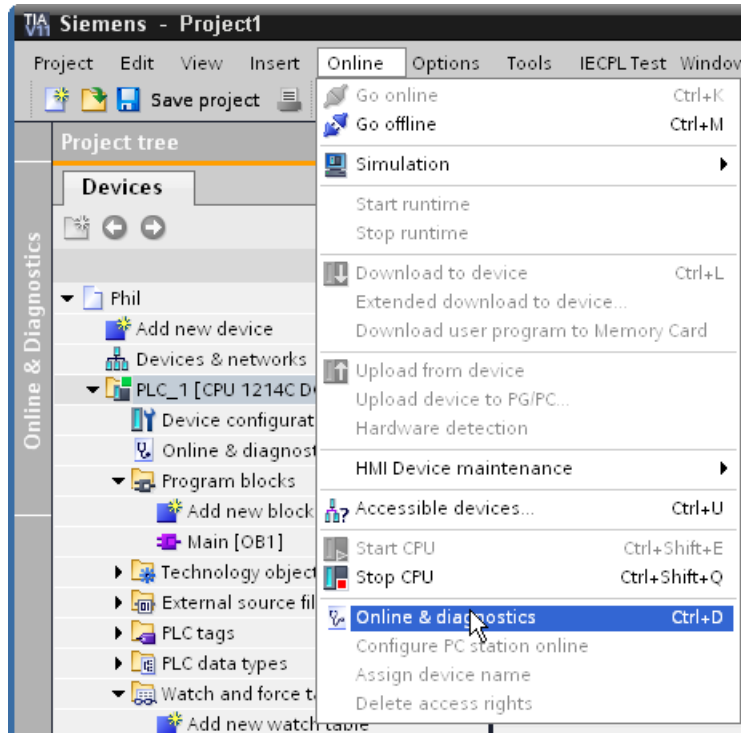 TIA V11 Siemens - Project1
Project Edit View Insert Online Options Tools IECPL Test Window
Save project
Project tree
Devices
Online & Diagnostics
Phil
Add new device
Devices & networks
PLC_1 [CPU 1214C D
Device configurat
Online & diagnost
Program blocks
Add new block
Main [OB1]
Technology object
External source fil
PLC tags
PLC data types
Watch and force t
Add new watch table
Go online Ctrl+K
Go offline Ctrl+M
Simulation
Start runtime
Stop runtime
Download to device Ctrl+L
Extended download to device...
Download user program to Memory Card
Upload from device
Upload device to PG/PC...
Hardware detection
HMI Device maintenance
Accessible devices... Ctrl+U
Start CPU Ctrl+Shift+E
Stop CPU Ctrl+Shift+Q
Online & diagnostics Ctrl+D
Configure PC station online
Assign device name
Delete access rights